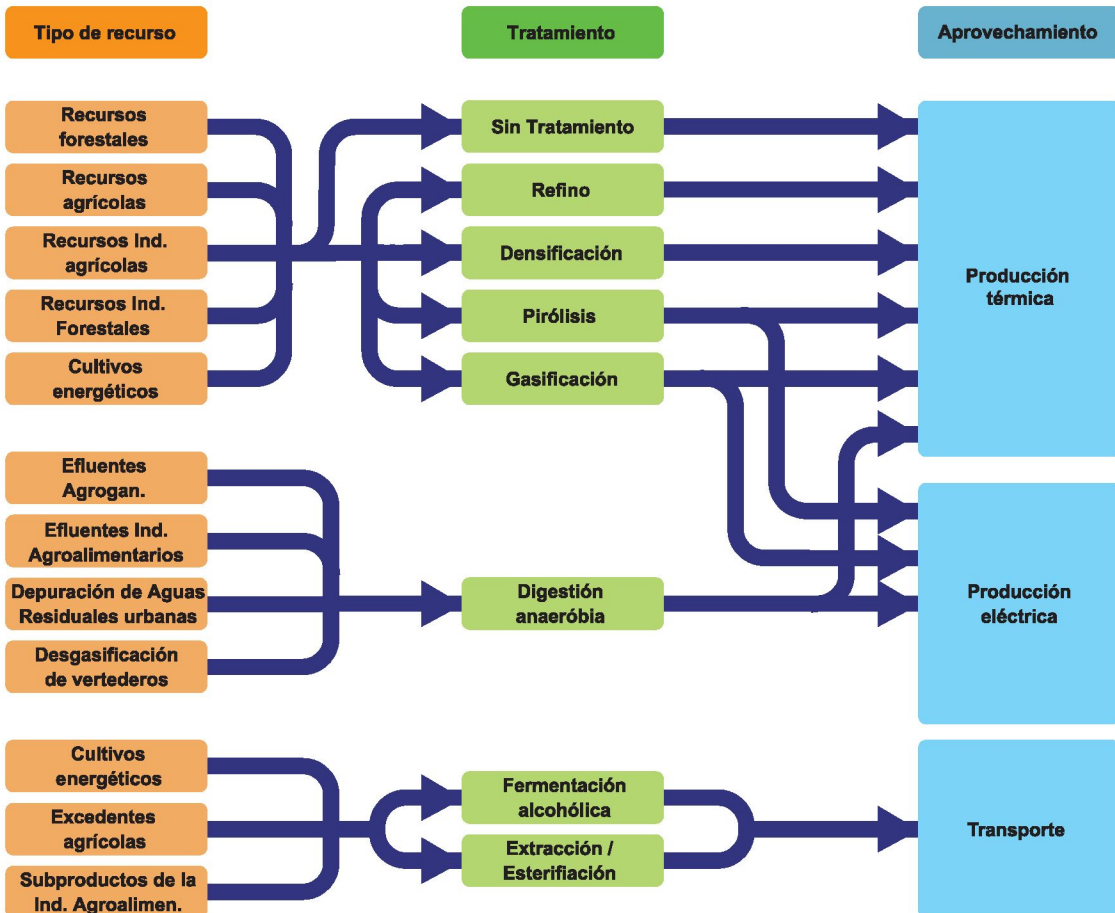 Tipo de recurso
Tratamiento
Aprovechamiento
Recursos
forestales
Recursos
agrícolas
Recursos Ind.
agrícolas
Recursos Ind.
Forestales
Cultivos
energéticos
Sin Tratamiento
Refino
Densificación
Pirólisis
Gasificación
Producción
térmica
Efluentes
Agrogan.
Efluentes Ind.
Agroalimentarios
Depuración de Aguas
Residuales urbanas
Desgasificación
de vertederos
Digestión
anaeróbia
Producción
eléctrica
Cultivos
energéticos
Excedentes
agrícolas
Subproductos de la
Ind. Agroalimen.
Fermentación
alcohólica
Extracción /
Esterifiación
Transporte